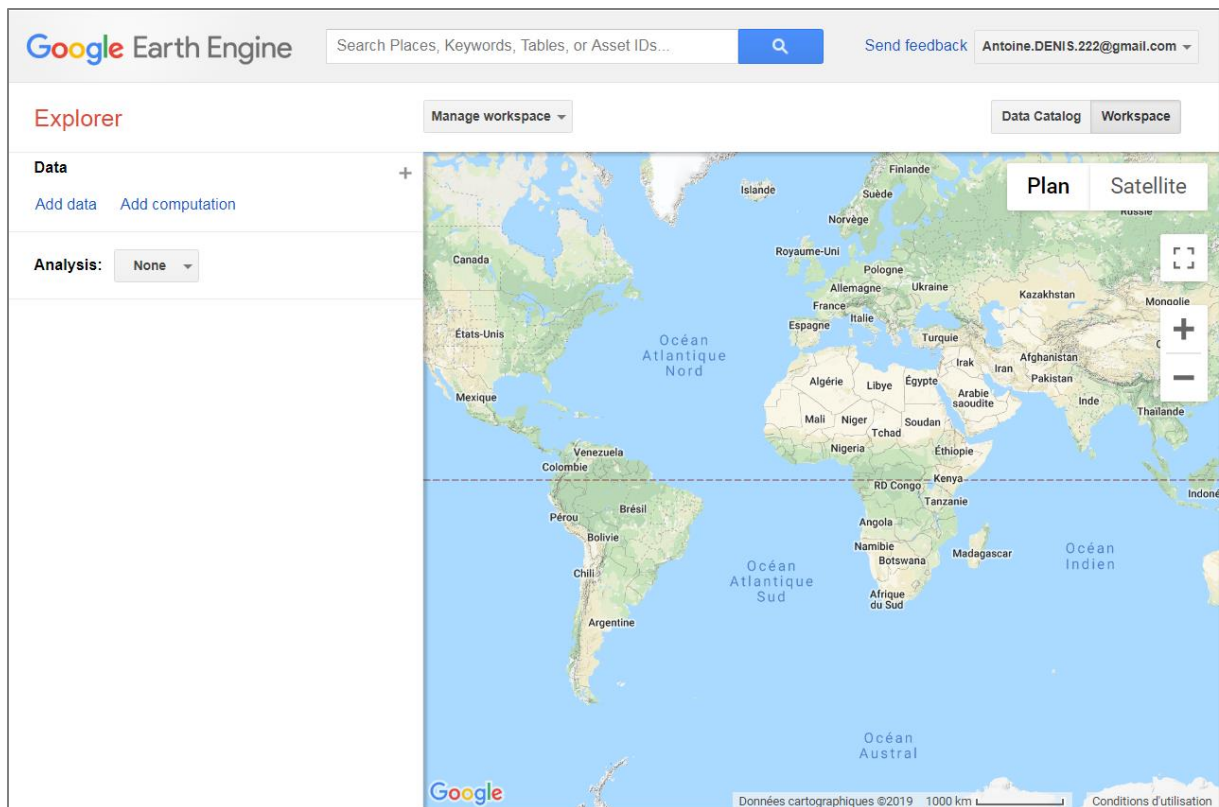 Google Earth Engine
Search Places, Keywords, Tables, or Asset IDs...
Send feedback
Antoine.DENIS.222@gmail.com
Explorer
Manage workspace
Data Catalog
Workspace
Data
Add data
Add computation
Analysis:
None
Plan
Satellite
Finlande
Islande
Suède
Russie
Norvège
Canada
Royaume-Uni
Pologne
Allemagne
Ukraine
Kazakhstan
France
Mongolie
Italie
Espagne
États-Unis
Océan
Atlantique
Nord
Turquie
Afghanistan
Irak
Iran
Pakistan
Algérie
Libye
Égypte
Arabie
saoudite
Inde
Mexique
Thaïlande
Mali
Niger
Soudan
Tchad
Nigeria
Éthiopie
Venezuela
Colombie
Kenya
RD Congo
Indoné
Tanzanie
Brésil
Pérou
Angola
Bolivie
Namibie
Botswana
Madagascar
Océan
Indien
Océan
Atlantique
Sud
Chili
Afrique
du Sud
Argentine
Océan
Austral
Google
Données cartographiques ©2019
1000 km
Conditions d'utilisation